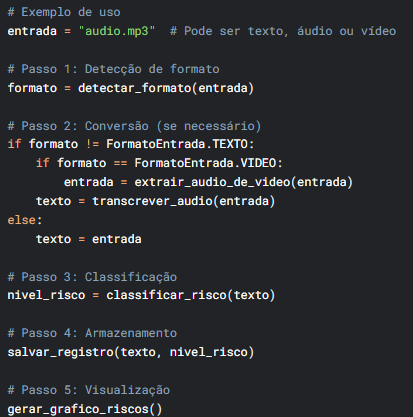 # Exemplo de uso
entrada = "audio.mp3"  # Pode ser texto, áudio ou vídeo

# Passo 1: Detecção de formato
formato = detectar_formato(entrada)

# Passo 2: Conversão (se necessário)
if formato != FormatoEntrada.TEXTO:
    if formato == FormatoEntrada.VIDEO:
        entrada = extrair_audio_de_video(entrada)
    texto = transcrever_audio(entrada)
else:
    texto = entrada

# Passo 3: Classificação
nivel_risco = classificar_risco(texto)

# Passo 4: Armazenamento
salvar_registro(texto, nivel_risco)

# Passo 5: Visualização
gerar_grafico_riscos()